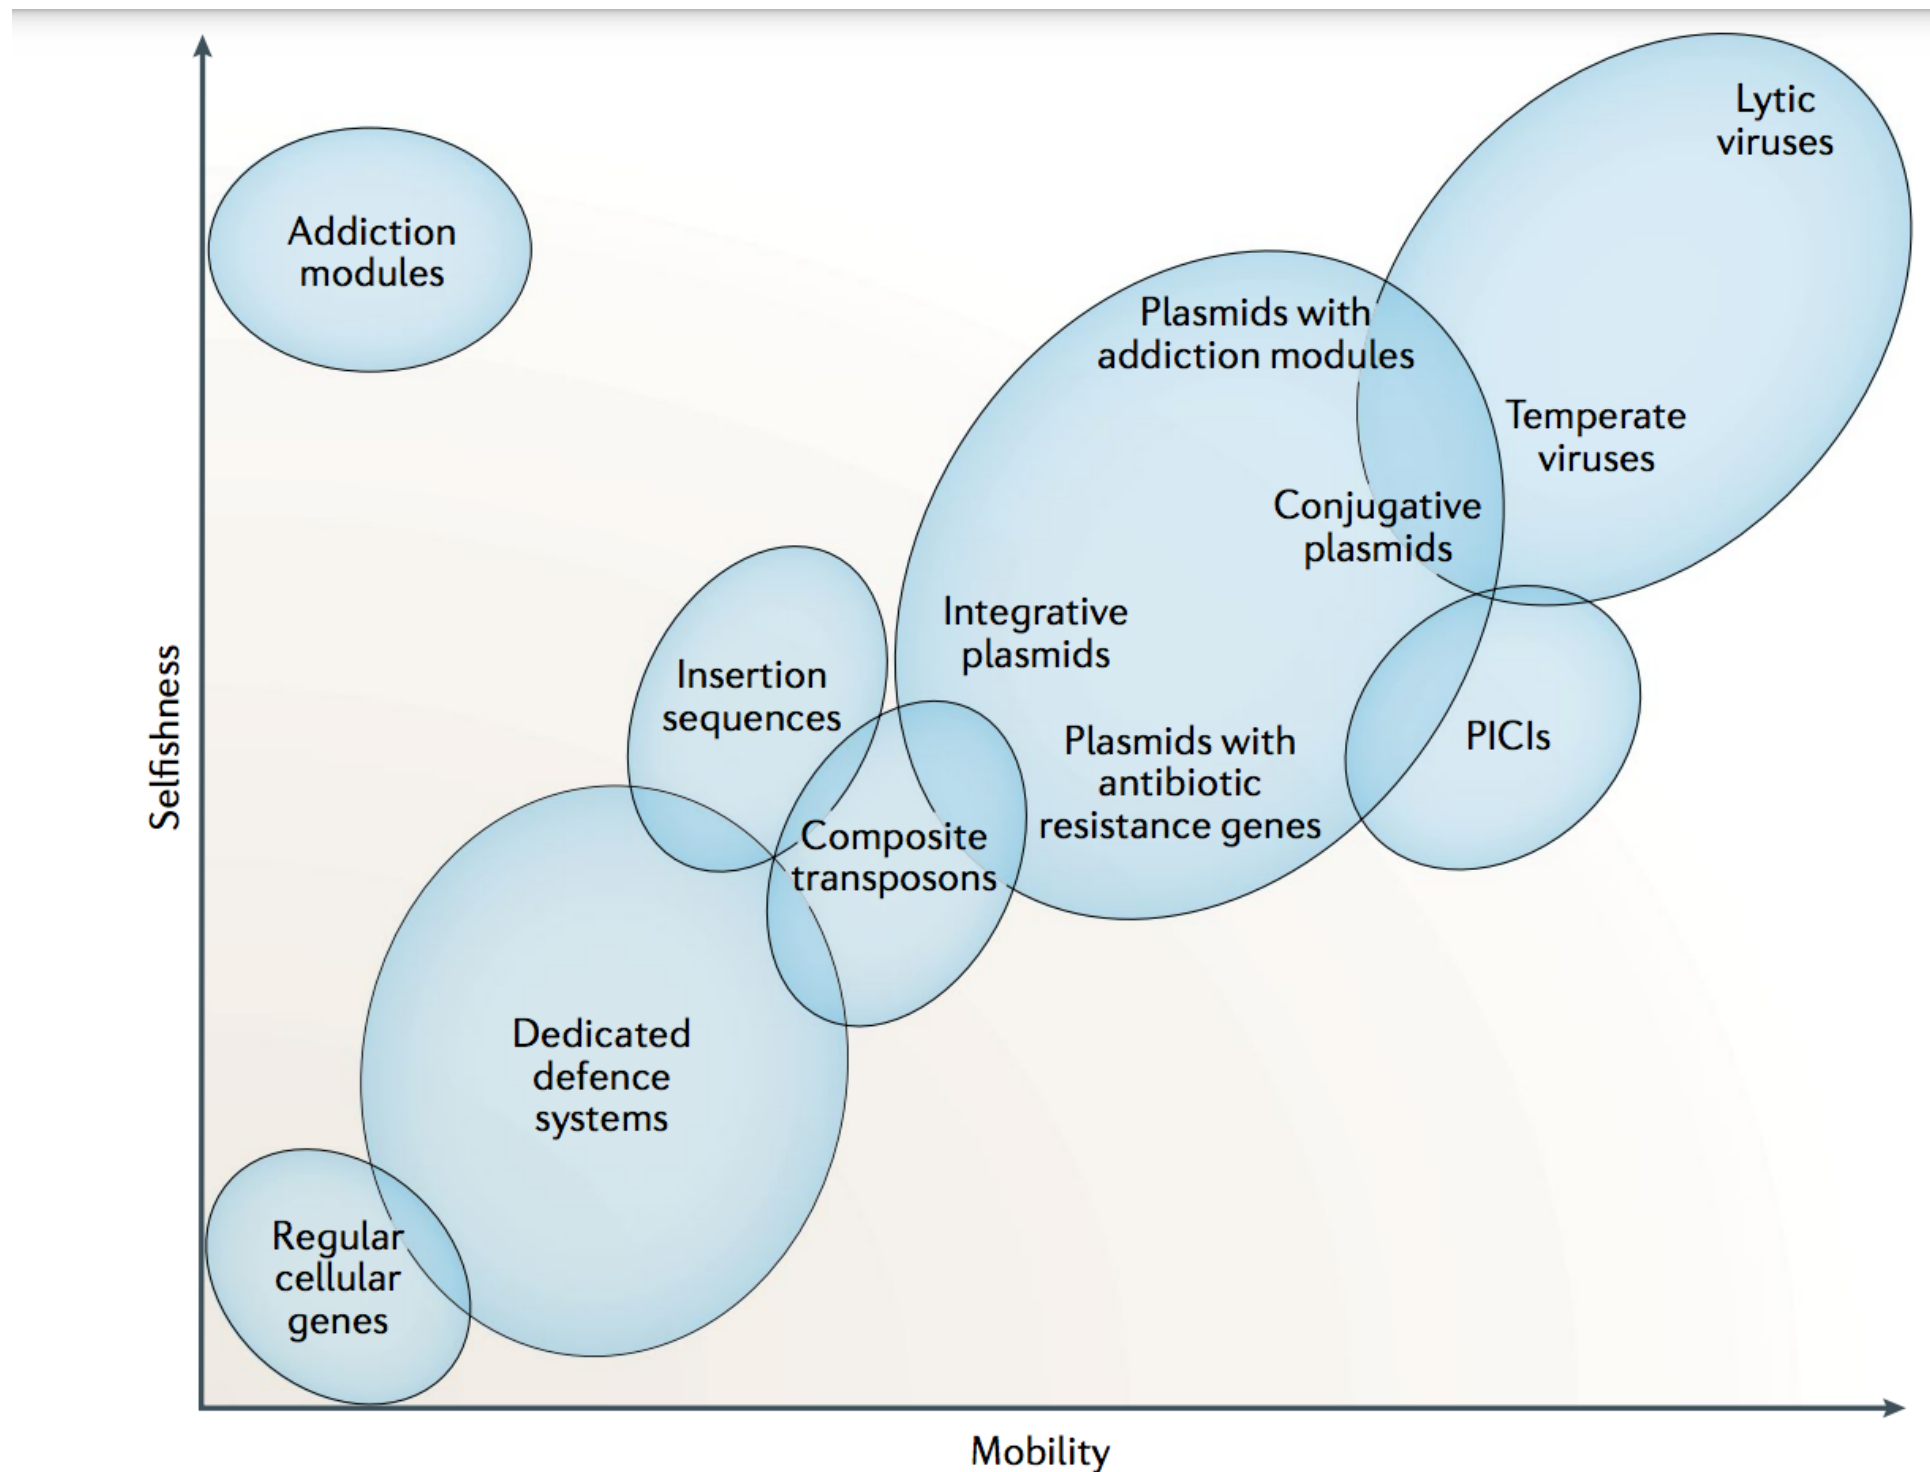 Lytic
viruses
Addiction
modules
Plasmids with
addiction modules
Temperate
viruses
Conjugative
plasmids
Integrative
plasmids
Insertion
sequences
Plasmids with
antibiotic
resistance genes
PICIs
Composite
transposons
Dedicated
defence
systems
Regular
cellular
genes
Selfishness
Mobility